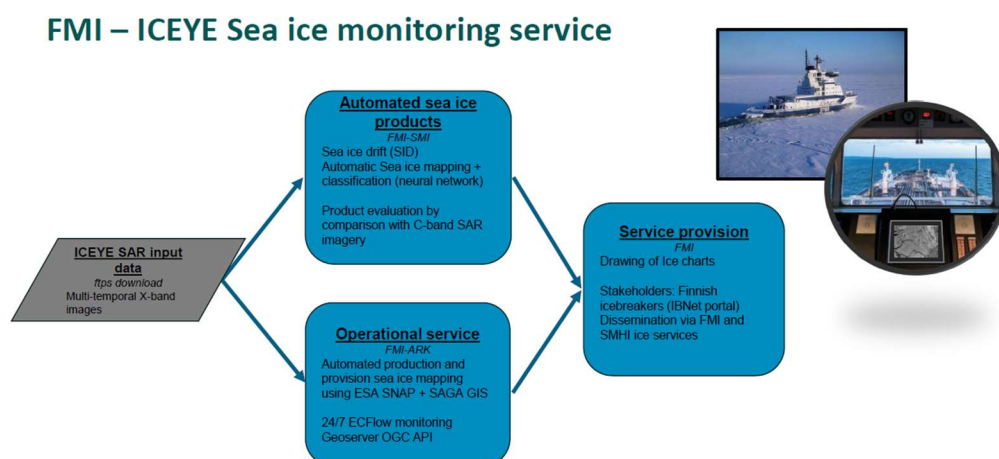 FMI – ICEYE Sea ice monitoring service
Automated sea ice
products
FMI-SMI
Sea ice drift (SID)
Automatic Sea ice mapping +
classification (neural network)
Product evaluation by
comparison with C-band SAR
imagery
ICEYE SAR input
data
ftps download
Multi-temporal X-band
images
Operational service
FMI-ARK
Automated production and
provision sea ice mapping
using ESA SNAP + SAGA GIS
24/7 ECFlow monitoring
Geoserver OGC API
Service provision
FMI
Drawing of Ice charts
Stakeholders: Finnish
icebreakers (IBNet portal)
Dissemination via FMI and
SMHI ice services